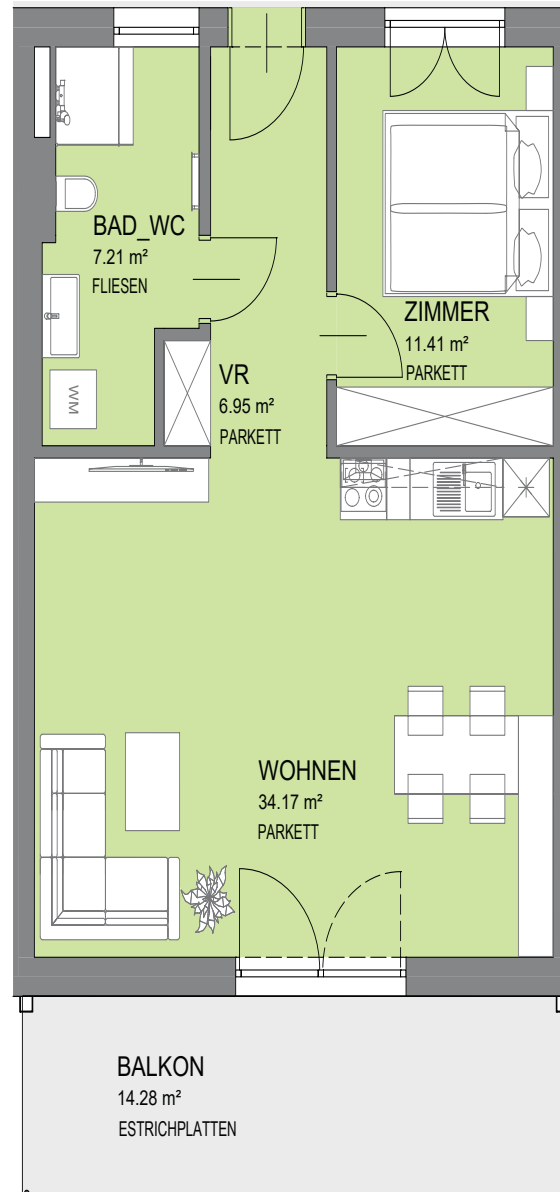 BAD_WC
7.21 m²
FLIESEN
ZIMMER
11.41 m²
PARKETT
VR
6.95 m²
PARKETT
WM
WOHNEN
34.17 m²
PARKETT
BALKON
14.28 m²
ESTRICHPLATTEN